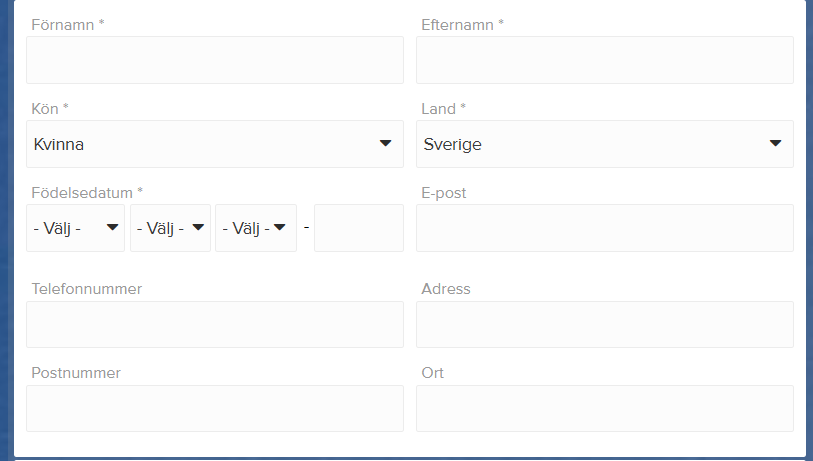 Förnamn * Efternamn *
Kön * Land *
Kvinna Sverige
Födelsedatum * E-post
- Välj - - Välj - - Välj - -
Telefonnummer Adress
Postnummer Ort